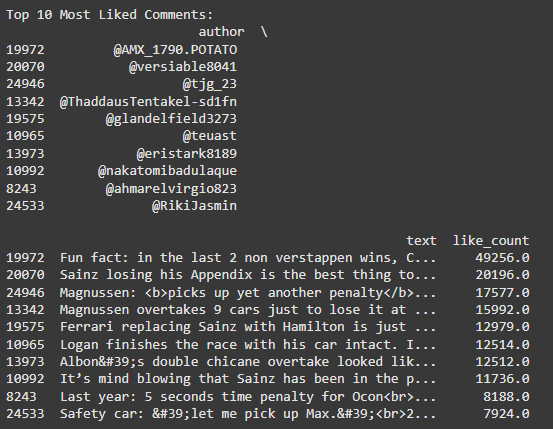 Top 10 Most Liked Comments:
author \
19972 @AMX_1790.POTATO
20070 @versiable8041
24946 @tjg_23
13342 @ThaddausTentakel-sd1fn
19575 @glandelfield3273
10965 @teuast
13973 @eristark8189
10992 @nakatomibadulaque
8243 @ahmarelvirgio823
24533 @RikiJasmin
text like_count
19972 Fun fact: in the last 2 non verstappen wins, C... 49256.0
20070 Sainz losing his Appendix is the best thing to... 20196.0
24946 Magnussen: <b>picks up yet another penalty</b>... 17577.0
13342 Magnussen overtakes 9 cars just to lose it at ... 15992.0
19575 Ferrari replacing Sainz with Hamilton is just ... 12979.0
10965 Logan finishes the race with his car intact. I... 12514.0
13973 Albon&#39;s double chicane overtake looked lik... 12512.0
10992 It’s mind blowing that Sainz has been in the p... 11736.0
8243 Last year: 5 seconds time penalty for Ocon<br>... 8188.0
24533 Safety car: &#39;let me pick up Max.&#39;<br>2... 7924.0